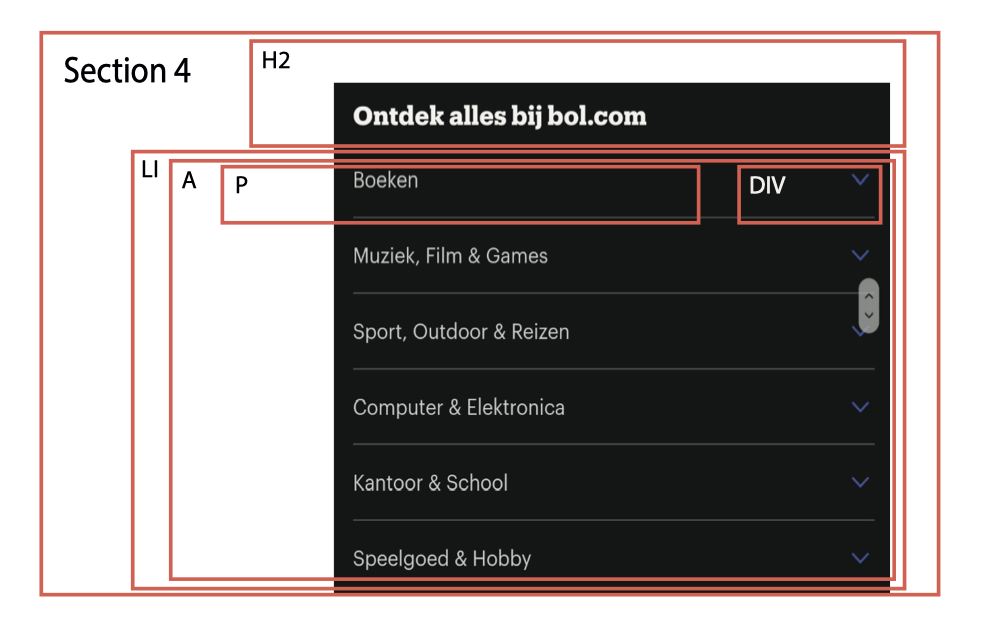 Section 4
H2
Ontdek alles bij bol.com
LI
A
P
Boeken
DIV
Muziek, Film & Games
Sport, Outdoor & Reizen
Computer & Elektronica
Kantoor & School
Speelgoed & Hobby